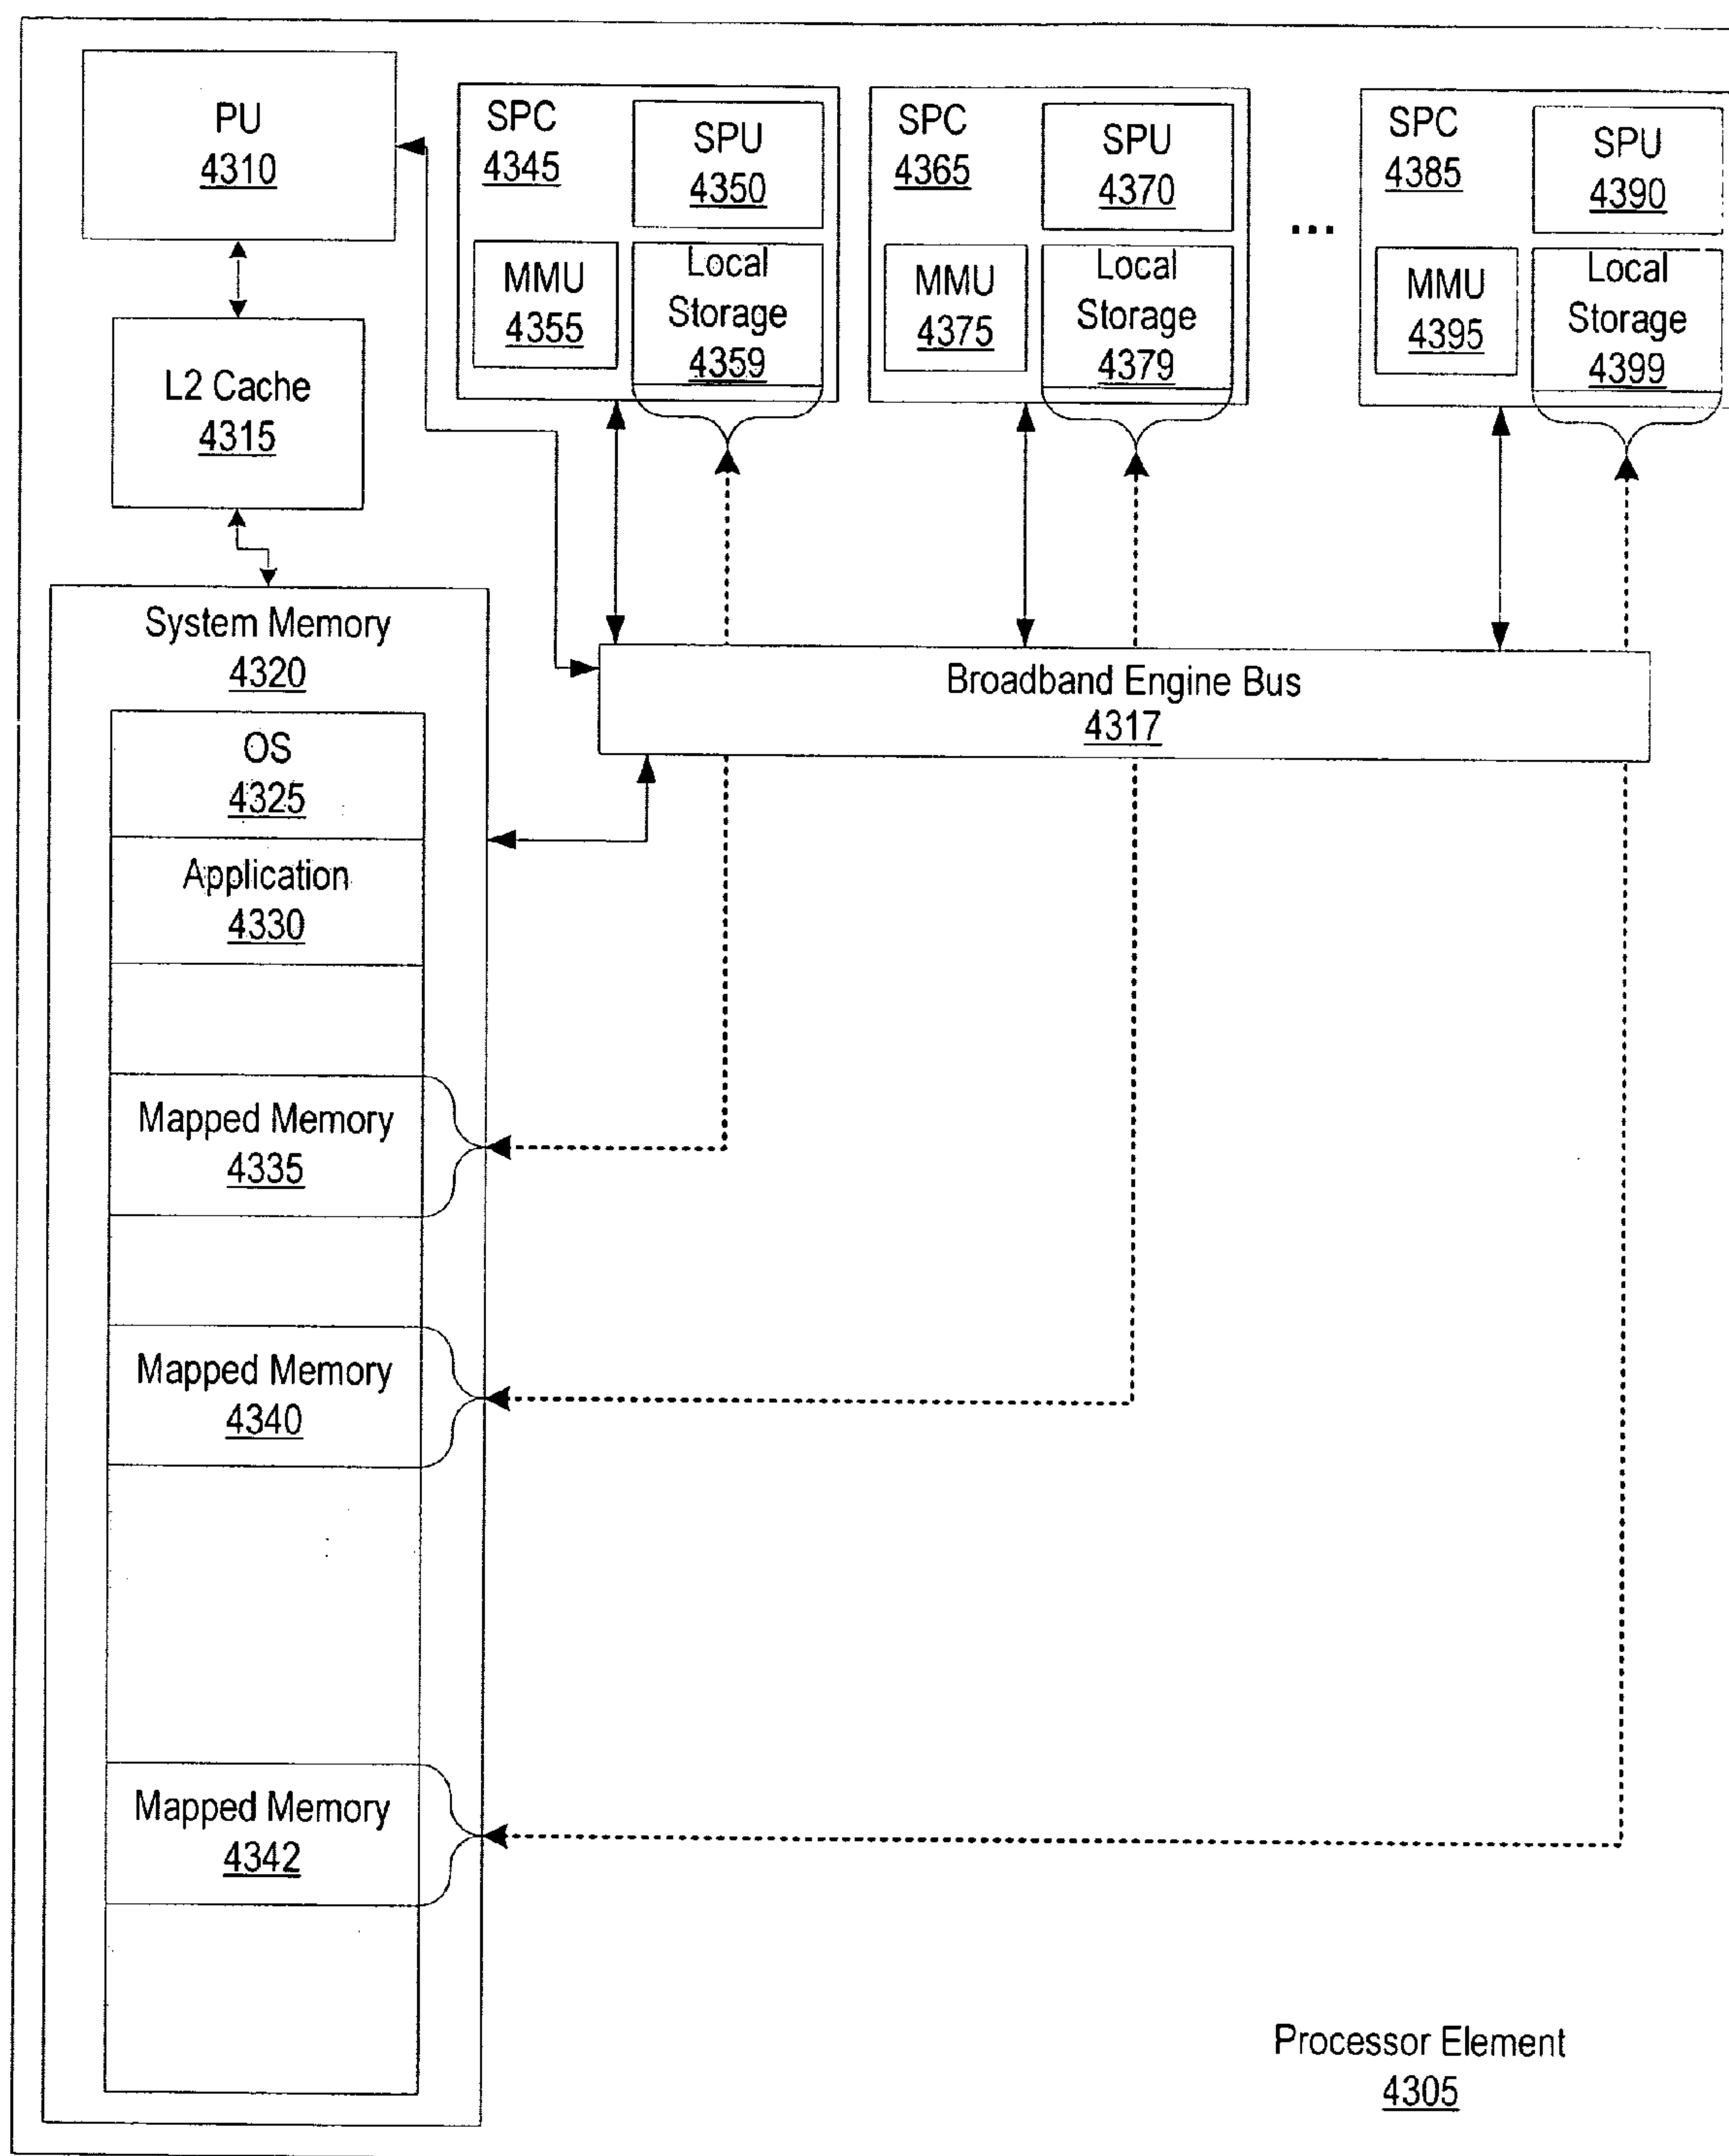 PU
4310
L2 Cache
4315
SPC
4345
SPU
4350
MMU
4355
Local
Storage
4359
SPC
4365
SPU
4370
MMU
4375
Local
Storage
4379
...
SPC
4385
SPU
4390
MMU
4395
Local
Storage
4399
Broadband Engine Bus
4317
System Memory
4320
OS
4325
Application
4330
Mapped Memory
4335
Mapped Memory
4340
Mapped Memory
4342
Processor Element
4305